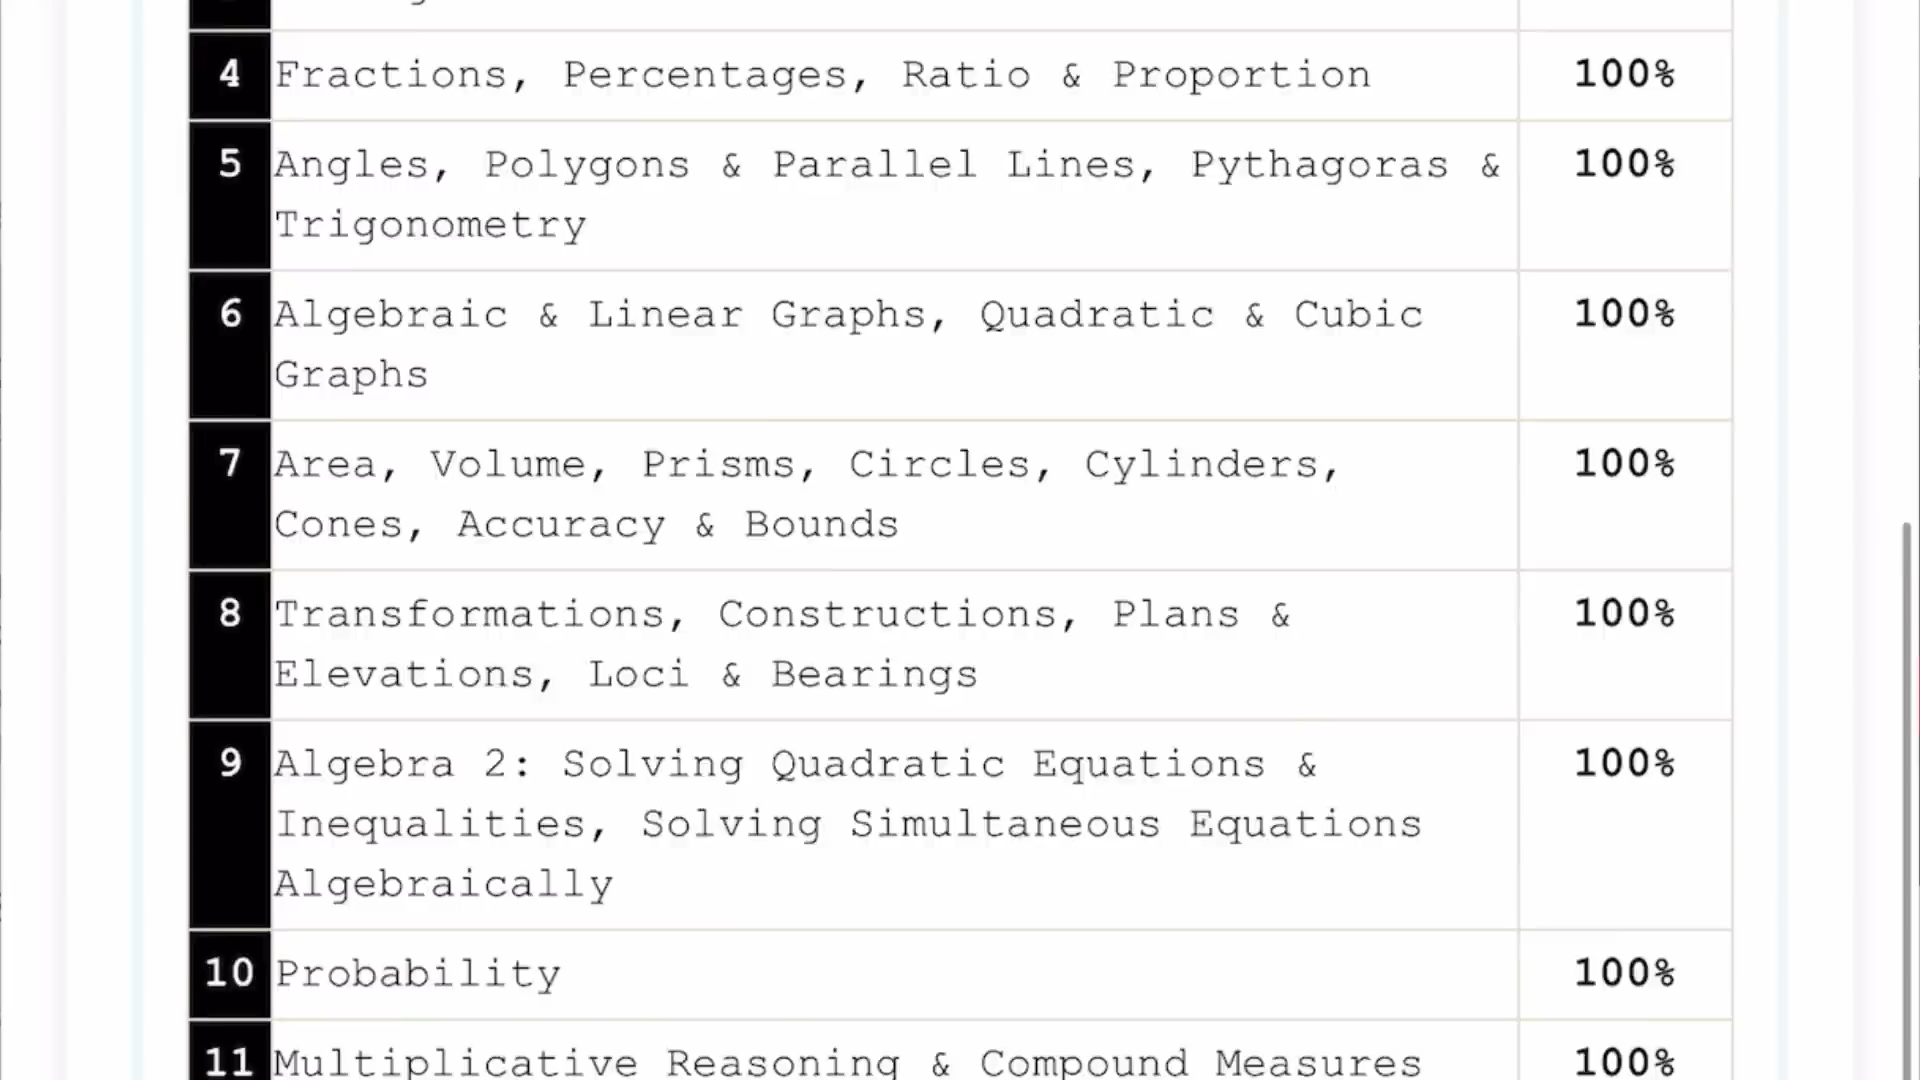 4 Fractions, Percentages, Ratio & Proportion 100%
5 Angles, Polygons & Parallel Lines, Pythagoras & 100%
Trigonometry
6 Algebraic & Linear Graphs, Quadratic & Cubic 100%
Graphs
7 Area, Volume, Prisms, Circles, Cylinders, 100%
Cones, Accuracy & Bounds
8 Transformations, Constructions, Plans & 100%
Elevations, Loci & Bearings
9 Algebra 2: Solving Quadratic Equations & 100%
Inequalities, Solving Simultaneous Equations
Algebraically
10 Probability 100%
11 Multiplicative Reasoning & Compound Measures 100%